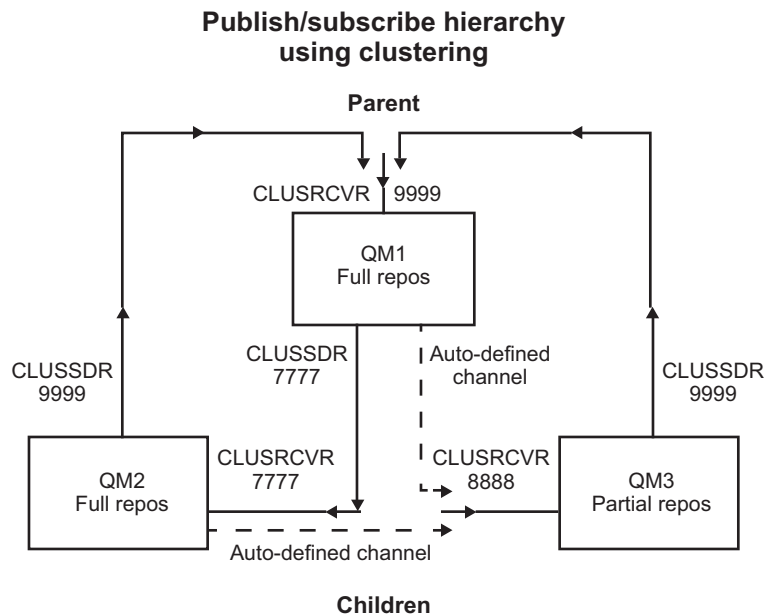 Publish/subscribe hierarchy
using clustering
Parent
CLUSRCVR
9999
QM1
Full repos
CLUSSDR
7777
Auto-defined
channel
CLUSSDR
9999
CLUSSDR
9999
QM2
Full repos
CLUSRCVR
7777
CLUSRCVR
8888
QM3
Partial repos
Auto-defined channel
Children